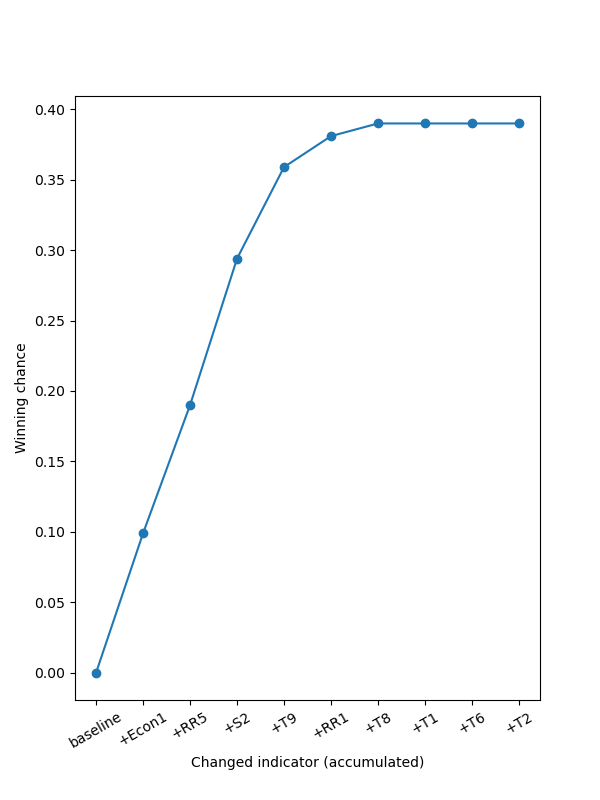 0.40
0.35
0.30
0.25
0.20
0.15
0.10
0.05
0.00
Winning chance
baseline
+Econ1
+RR5
+S2
+T9
+RR1
+T8
+T1
+T6
+T2
Changed indicator (accumulated)